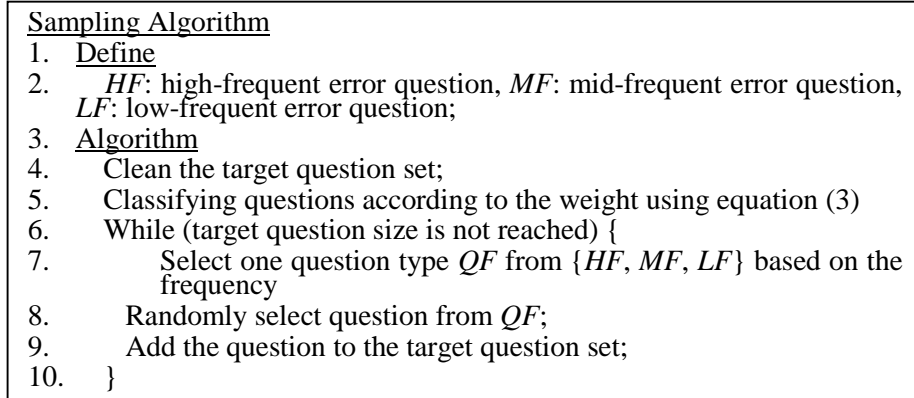 Sampling Algorithm
1. Define
2. HF: high-frequent error question, MF: mid-frequent error question,
LF: low-frequent error question;
3. Algorithm
4. Clean the target question set;
5. Classifying questions according to the weight using equation (3)
6. While (target question size is not reached) {
7. Select one question type QF from {HF, MF, LF} based on the
frequency
8. Randomly select question from QF;
9. Add the question to the target question set;
10. }